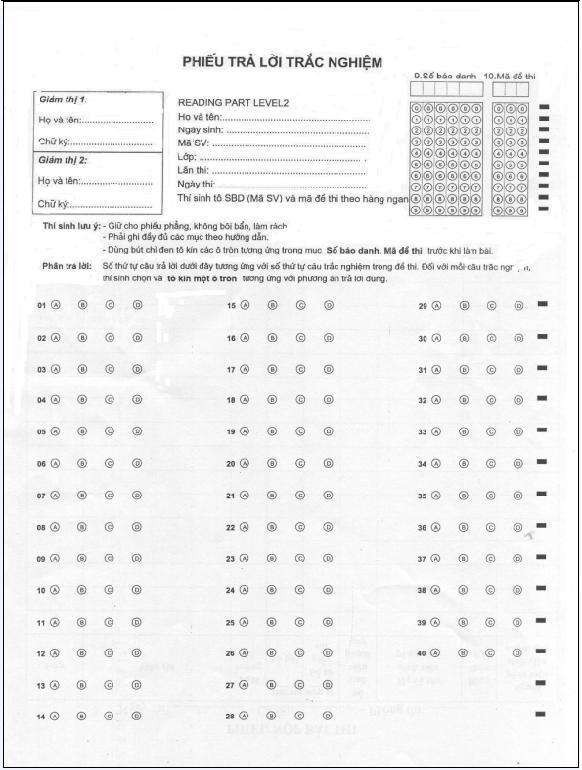 PHIẾU TRẢ LỜI TRẮC NGHIỆM
9.Số báo danh 10.Mã đề thi
Giám thị 1:
Họ và tên:
Chữ ký:
Giám thị 2:
Họ và tên:
Chữ ký:
READING PART LEVEL2
Họ và tên:
Ngày sinh:
Mã SV:
Lớp:
Lần thi:
Ngày thi:
Thí sinh tô SBD (Mã SV) và mã đề thi theo hàng ngan
0 0 0 0 0 0 0 0 0
1 1 1 1 1 1 1 1 1
2 2 2 2 2 2 2 2 2
3 3 3 3 3 3 3 3 3
4 4 4 4 4 4 4 4 4
5 5 5 5 5 5 5 5 5
6 6 6 6 6 6 6 6 6
7 7 7 7 7 7 7 7 7
8 8 8 8 8 8 8 8 8
9 9 9 9 9 9 9 9 9
Thí sinh lưu ý: - Giữ cho phiếu phẳng, không bôi bẩn, làm rách
- Phải ghi đầy đủ các mục theo hướng dẫn.
- Dùng bút chì đen tô kín các ô tròn tương ứng trong mục Số báo danh, Mã đề thi trước khi làm bài.
Phần trả lời: Số thứ tự câu trả lời dưới đây tương ứng với số thứ tự câu trắc nghiệm trong đề thi. Đối với mỗi câu trắc
thí sinh chọn và tô kín một ô tròn tương ứng với phương án trả lời đúng.
01 A B C D 15 A B C D 29 A B C D
02 A B C D 16 A B C D 30 A B C D
03 A B C D 17 A B C D 31 A B C D
04 A B C D 18 A B C D 32 A B C D
05 A B C D 19 A B C D 33 A B C D
06 A B C D 20 A B C D 34 A B C D
07 A B C D 21 A B C D 35 A B C D
08 A B C D 22 A B C D 36 A B C D
09 A B C D 23 A B C D 37 A B C D
10 A B C D 24 A B C D 38 A B C D
11 A B C D 25 A B C D 39 A B C D
12 A B C D 26 A B C D 40 A B C D
13 A B C D 27 A B C D
14 A B C D 28 A B C D